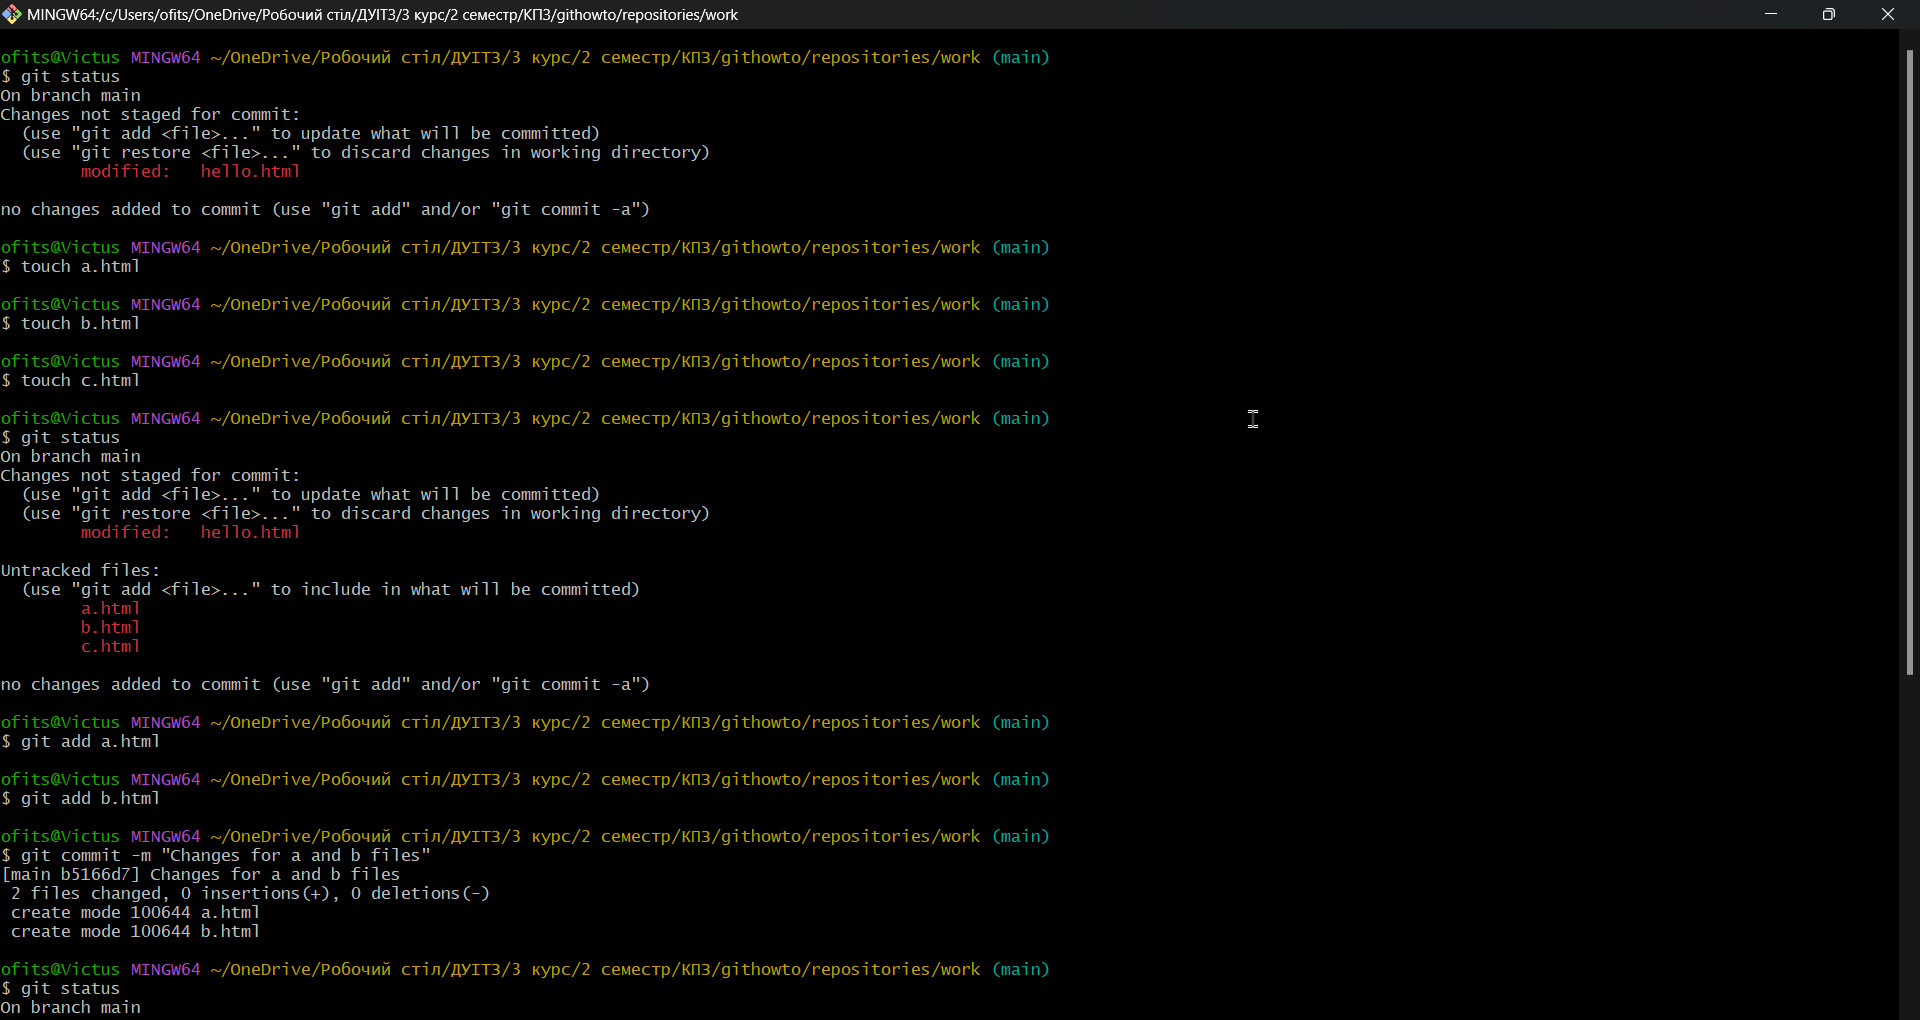 MINGW64:/c/Users/ofits/OneDrive/Робочий стіл/ДУІТЗ/3 курс/2 семестр/КПЗ/githowto/repositories/work
ofits@Victus MINGW64 ~/OneDrive/Робочий стіл/ДУІТЗ/3 курс/2 семестр/КПЗ/githowto/repositories/work (main)
$ git status
On branch main
Changes not staged for commit:
  (use "git add <file>..." to update what will be committed)
  (use "git restore <file>..." to discard changes in working directory)
        modified:   hello.html

no changes added to commit (use "git add" and/or "git commit -a")

ofits@Victus MINGW64 ~/OneDrive/Робочий стіл/ДУІТЗ/3 курс/2 семестр/КПЗ/githowto/repositories/work (main)
$ touch a.html

ofits@Victus MINGW64 ~/OneDrive/Робочий стіл/ДУІТЗ/3 курс/2 семестр/КПЗ/githowto/repositories/work (main)
$ touch b.html

ofits@Victus MINGW64 ~/OneDrive/Робочий стіл/ДУІТЗ/3 курс/2 семестр/КПЗ/githowto/repositories/work (main)
$ touch c.html

ofits@Victus MINGW64 ~/OneDrive/Робочий стіл/ДУІТЗ/3 курс/2 семестр/КПЗ/githowto/repositories/work (main)
$ git status
On branch main
Changes not staged for commit:
  (use "git add <file>..." to update what will be committed)
  (use "git restore <file>..." to discard changes in working directory)
        modified:   hello.html

Untracked files:
  (use "git add <file>..." to include in what will be committed)
        a.html
        b.html
        c.html

no changes added to commit (use "git add" and/or "git commit -a")

ofits@Victus MINGW64 ~/OneDrive/Робочий стіл/ДУІТЗ/3 курс/2 семестр/КПЗ/githowto/repositories/work (main)
$ git add a.html

ofits@Victus MINGW64 ~/OneDrive/Робочий стіл/ДУІТЗ/3 курс/2 семестр/КПЗ/githowto/repositories/work (main)
$ git add b.html

ofits@Victus MINGW64 ~/OneDrive/Робочий стіл/ДУІТЗ/3 курс/2 семестр/КПЗ/githowto/repositories/work (main)
$ git commit -m "Changes for a and b files"
[main b5166d7] Changes for a and b files
 2 files changed, 0 insertions(+), 0 deletions(-)
 create mode 100644 a.html
 create mode 100644 b.html

ofits@Victus MINGW64 ~/OneDrive/Робочий стіл/ДУІТЗ/3 курс/2 семестр/КПЗ/githowto/repositories/work (main)
$ git status
On branch main